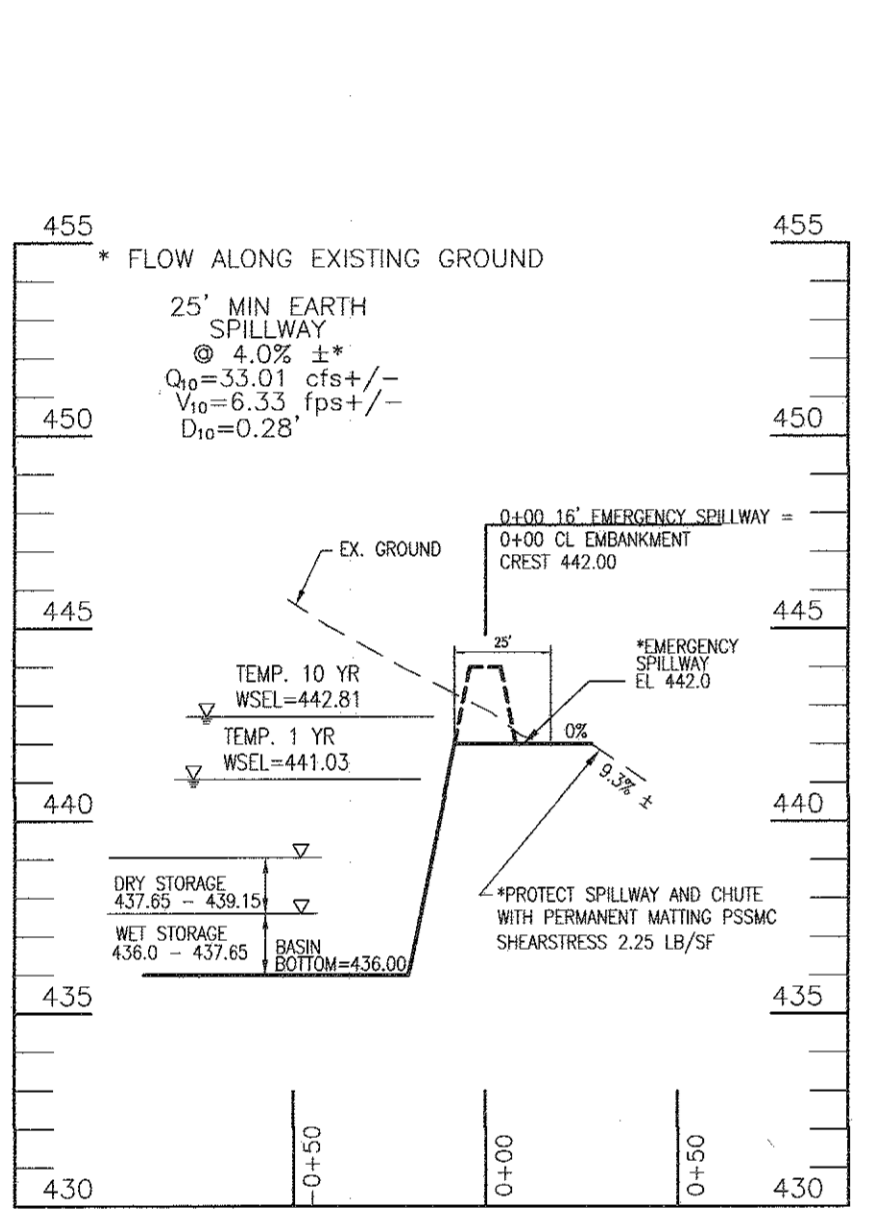 455 455
* FLOW ALONG EXISTING GROUND
25' MIN EARTH
SPILLWAY
@ 4.0% ±*
Q10=33.01 cfs+/-
V10=6.33 fps+/-
D10=0.28'
450 450
0+00 16' EMERGENCY SPILLWAY =
0+00 CL EMBANKMENT
CREST 442.00
EX. GROUND
445 445
25'
*EMERGENCY
SPILLWAY
EL 442.0
TEMP. 10 YR
WSEL=442.81
0%
TEMP. 1 YR
WSEL=441.03
9.3% ±
440 440
DRY STORAGE
437.65 - 439.15
*PROTECT SPILLWAY AND CHUTE
WITH PERMANENT MATTING PSSMC
SHEARSTRESS 2.25 LB/SF
WET STORAGE
436.0 - 437.65
BASIN
BOTTOM=436.00
435 435
-0+50
0+00
0+50
430 430